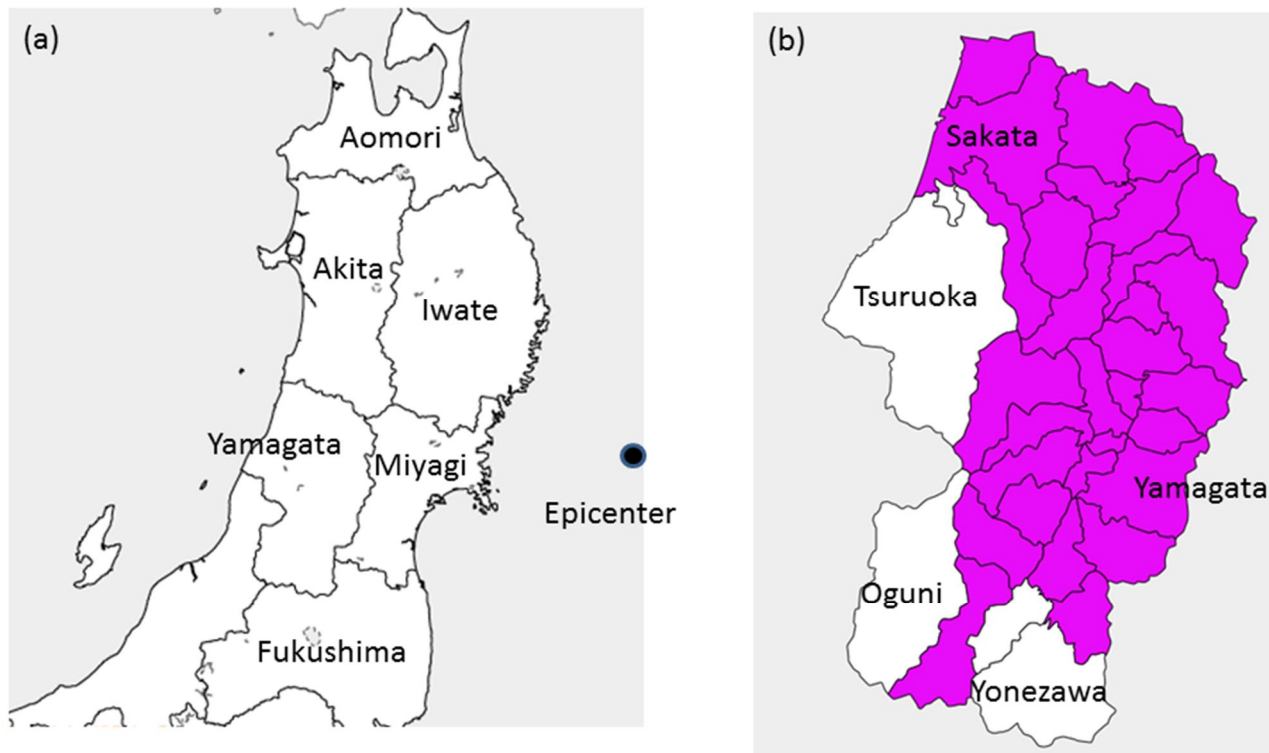 (a)
Aomori
Akita
Iwate
Yamagata
Miyagi
Epicenter
Fukushima
(b)
Sakata
Tsuruoka
Yamagata
Oguni
Yonezawa